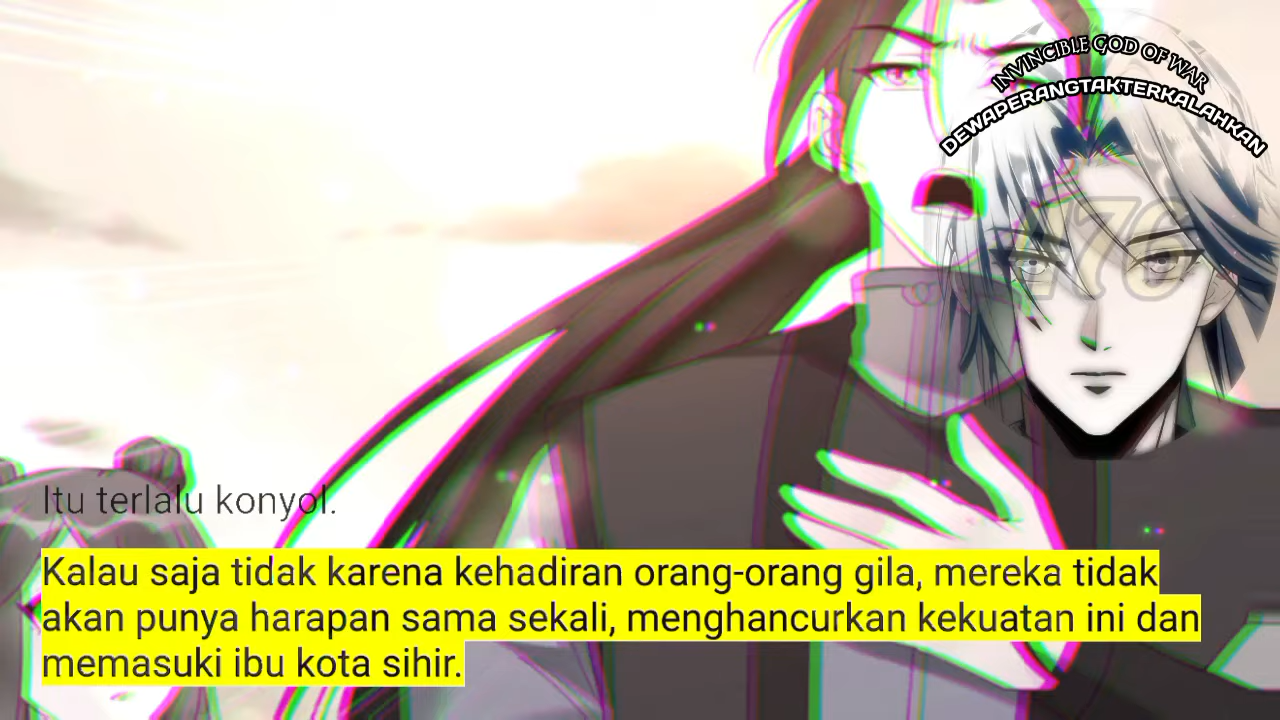 INVINCIBLE GOD OF WAR
DEWAPERANGTAKTERKALAHKAN
176
Itu terlalu konyol.
Kalau saja tidak karena kehadiran orang-orang gila, mereka tidak
akan punya harapan sama sekali, menghancurkan kekuatan ini dan
memasuki ibu kota sihir.